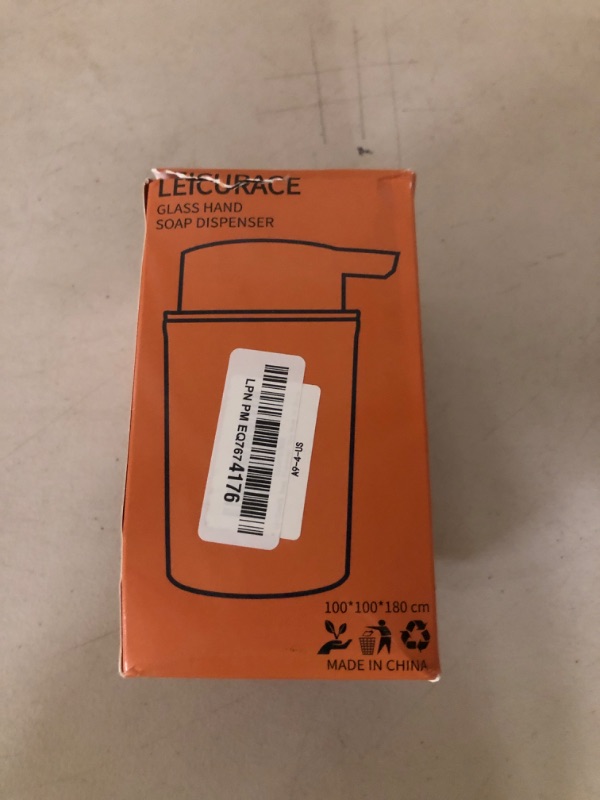 LEICURACE
GLASS HAND
SOAP DISPENSER
LPN PM EQ7674176
A9-4-US
100*100*180 cm
MADE IN CHINA